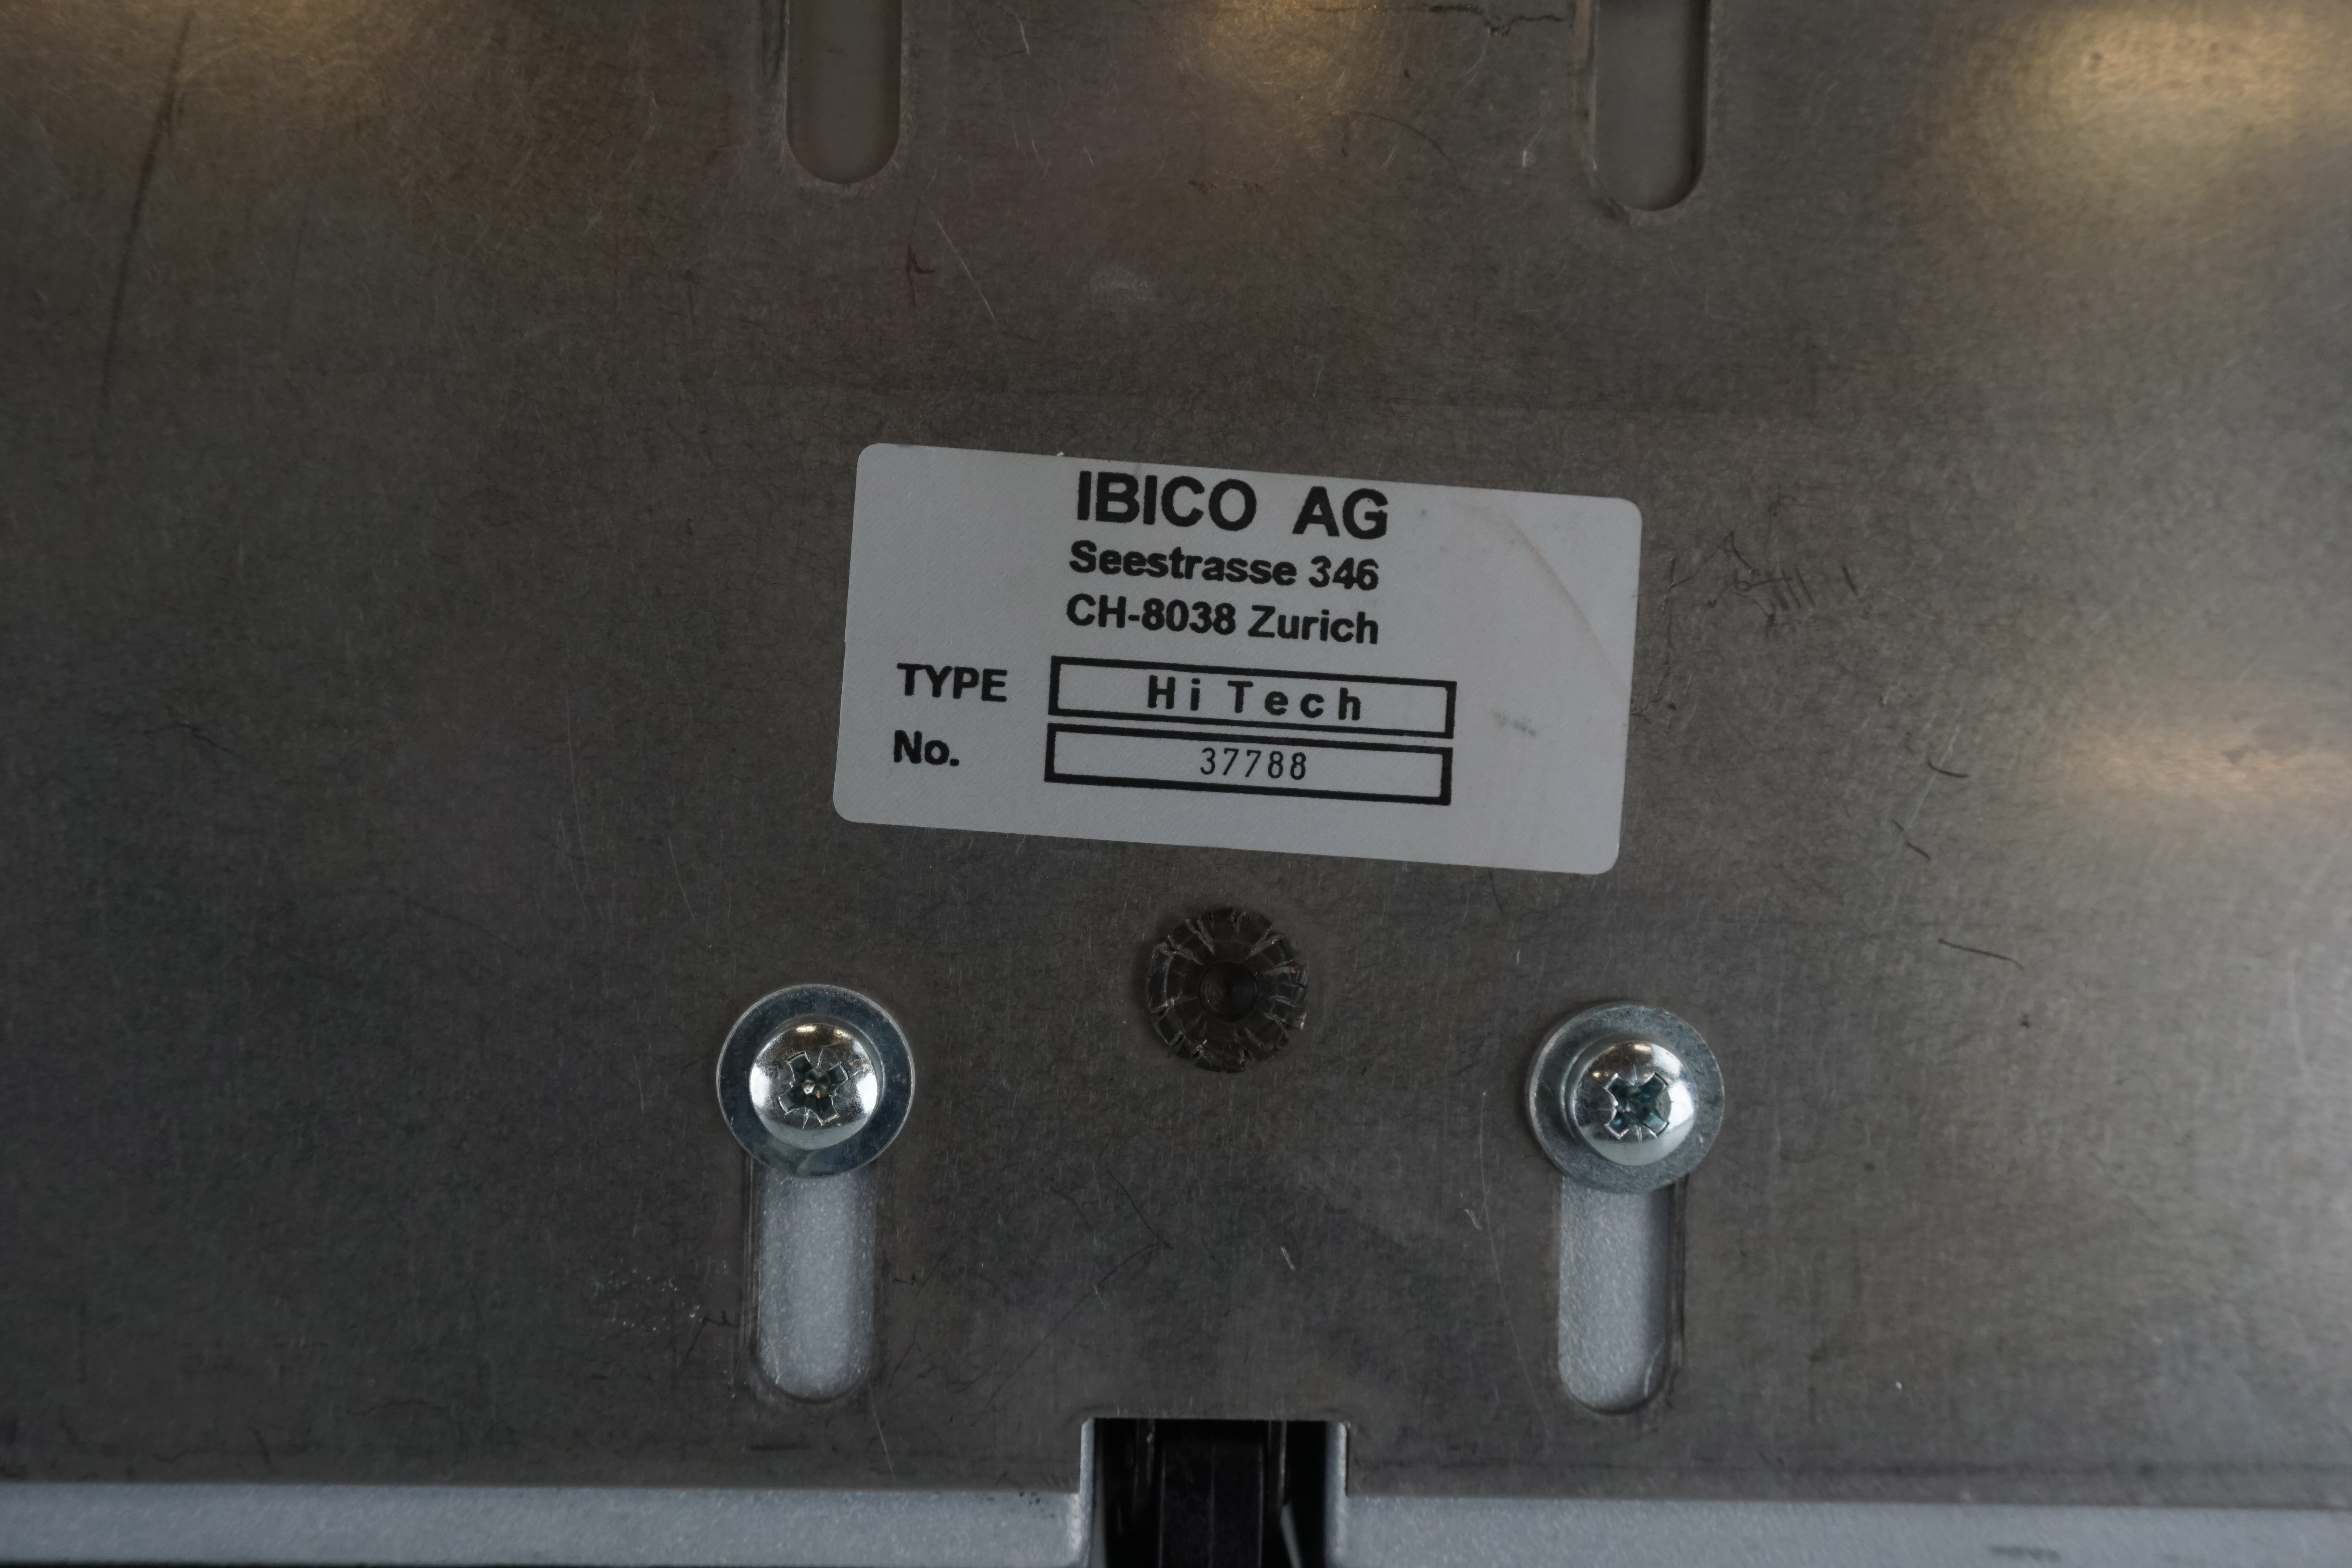 IBICO AG
Seestrasse 346
CH-8038 Zurich
TYPE Hi Tech
No. 37788